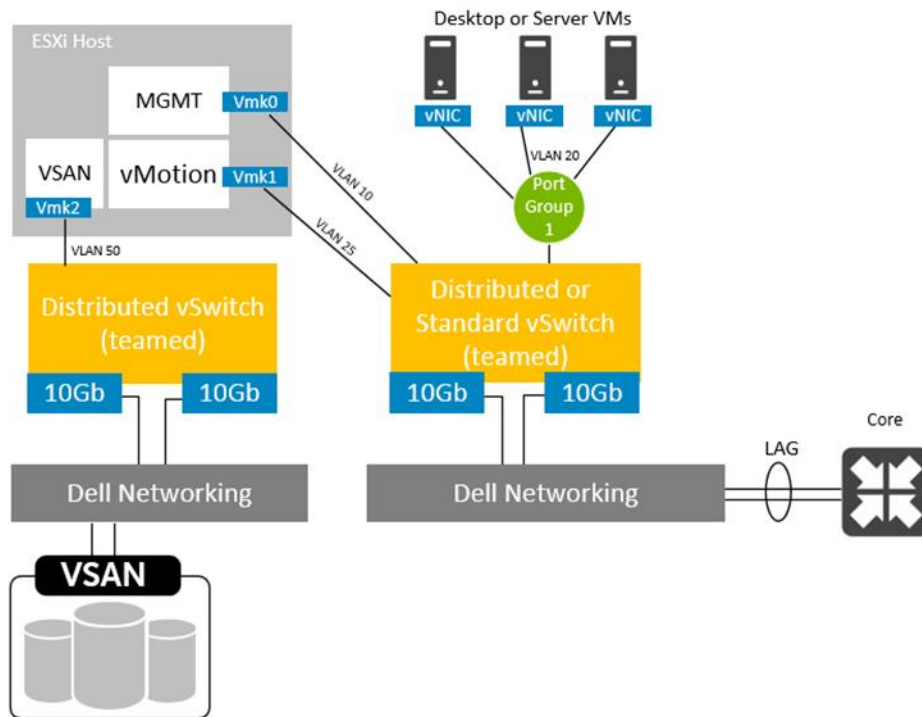 Desktop or Server VMs
ESXi Host
MGMT
Vmk0
vNIC
vNIC
vNIC
VSAN
vMotion
Vmk1
Vmk2
VLAN 10
VLAN 20
Port
Group
1
VLAN 50
VLAN 25
Distributed vSwitch
(teamed)
Distributed or
Standard vSwitch
(teamed)
10Gb
10Gb
10Gb
10Gb
Core
LAG
Dell Networking
Dell Networking
VSAN